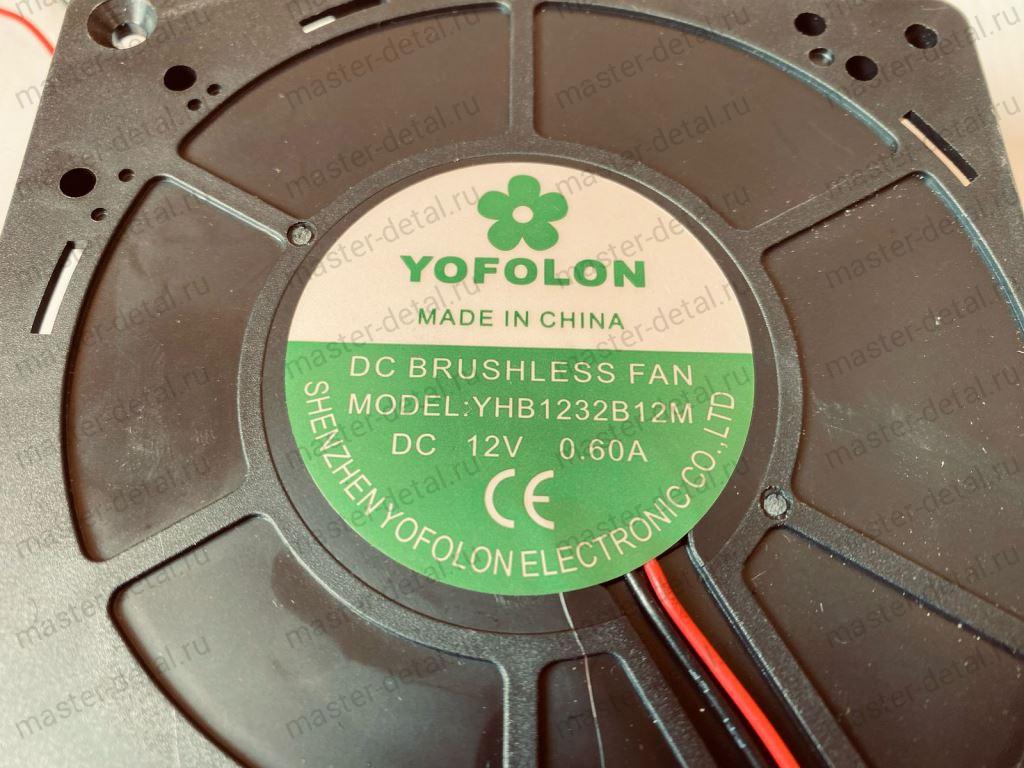 YOFOLON
MADE IN CHINA
DC BRUSHLESS FAN
MODEL:YHB1232B12M
DC 12V 0.60A
CE
SHENZHEN YOFOLON ELECTRONIC CO.,LTD
master-detal.ru